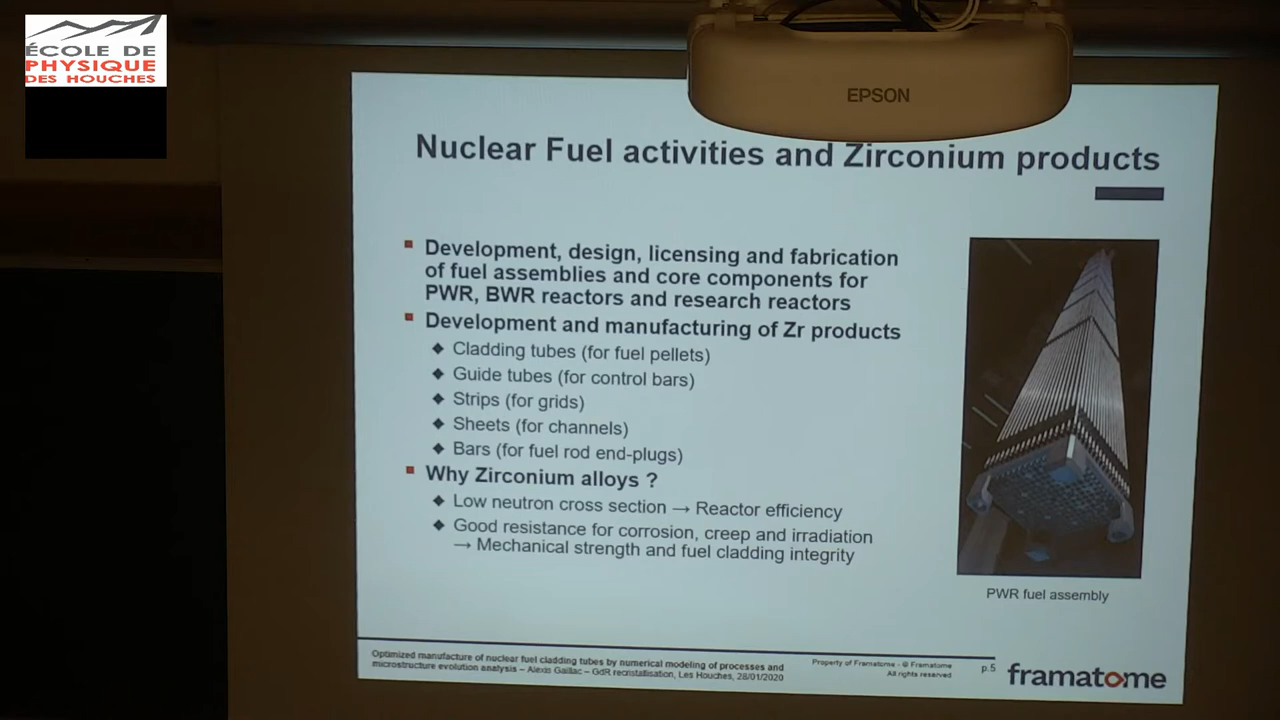 ÉCOLE DE
PHYSIQUE
DES HOUCHES
EPSON
Nuclear Fuel activities and Zirconium products
Development, design, licensing and fabrication
of fuel assemblies and core components for
PWR, BWR reactors and research reactors
Development and manufacturing of Zr products
Cladding tubes (for fuel pellets)
Guide tubes (for control bars)
Strips (for grids)
Sheets (for channels)
Bars (for fuel rod end-plugs)
Why Zirconium alloys ?
Low neutron cross section → Reactor efficiency
Good resistance for corrosion, creep and irradiation
→ Mechanical strength and fuel cladding integrity
PWR fuel assembly
Optimized manufacture of nuclear fuel cladding tubes by numerical modeling of processes and
microstructure evolution analysis – Alexis Gaillac – GdR recristallisation, Les Houches, 28/01/2020
Property of Framatome - © Framatome
All rights reserved
p.5
framatome